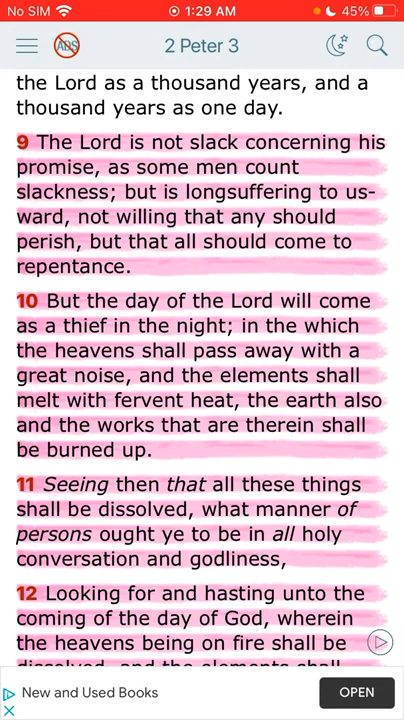 No SIM 1:29 AM 45%
ADS 2 Peter 3
the Lord as a thousand years, and a
thousand years as one day.
9 The Lord is not slack concerning his
promise, as some men count
slackness; but is longsuffering to us-
ward, not willing that any should
perish, but that all should come to
repentance.
10 But the day of the Lord will come
as a thief in the night; in the which
the heavens shall pass away with a
great noise, and the elements shall
melt with fervent heat, the earth also
and the works that are therein shall
be burned up.
11 Seeing then that all these things
shall be dissolved, what manner of
persons ought ye to be in all holy
conversation and godliness,
12 Looking for and hasting unto the
coming of the day of God, wherein
the heavens being on fire shall be
dissolved, and the elements shall
New and Used Books OPEN